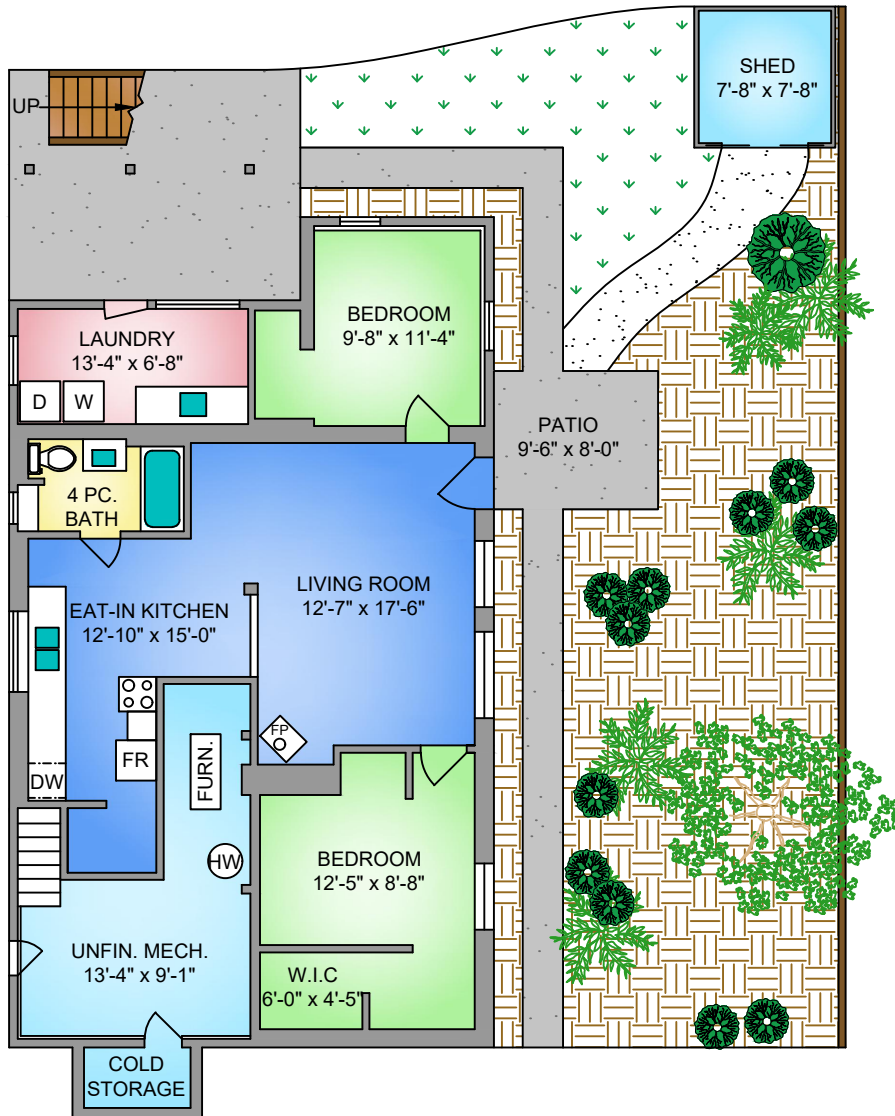 SHED
7'-8" x 7'-8"
UP
BEDROOM
9'-8" x 11'-4"
LAUNDRY
13'-4" x 6'-8"
D
W
PATIO
9'-6" x 8'-0"
4 PC.
BATH
LIVING ROOM
12'-7" x 17'-6"
EAT-IN KITCHEN
12'-10" x 15'-0"
FP
FR
FURN.
DW
HW
BEDROOM
12'-5" x 8'-8"
UNFIN. MECH.
13'-4" x 9'-1"
W.I.C
6'-0" x 4'-5"
COLD
STORAGE